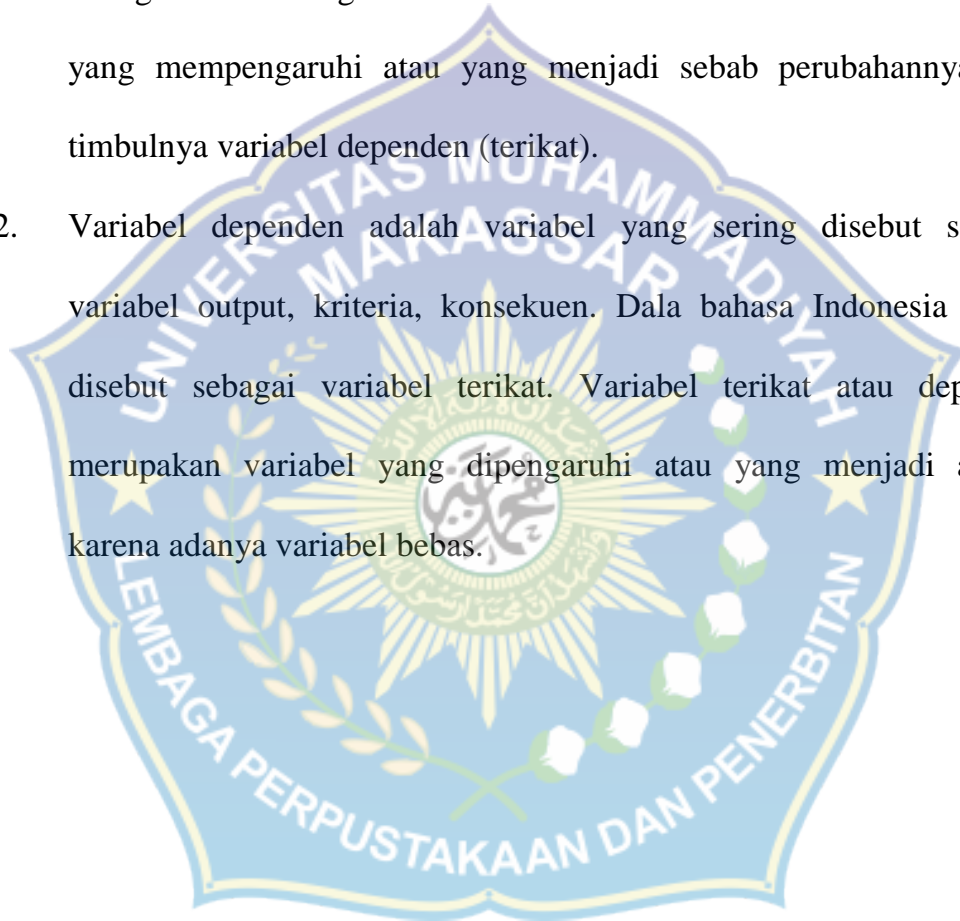 yang mempengaruhi atau yang menjadi sebab perubahannya
timbulnya variabel dependen (terikat).
2. Variabel dependen adalah variabel yang sering disebut s
variabel output, kriteria, konsekuen. Dala bahasa Indonesia
disebut sebagai variabel terikat. Variabel terikat atau dep
merupakan variabel yang dipengaruhi atau yang menjadi a
karena adanya variabel bebas.
UNIVERSITAS MUHAMMADIYAH
MAKASSAR
LEMBAGA PERPUSTAKAAN DAN PENERBITAN